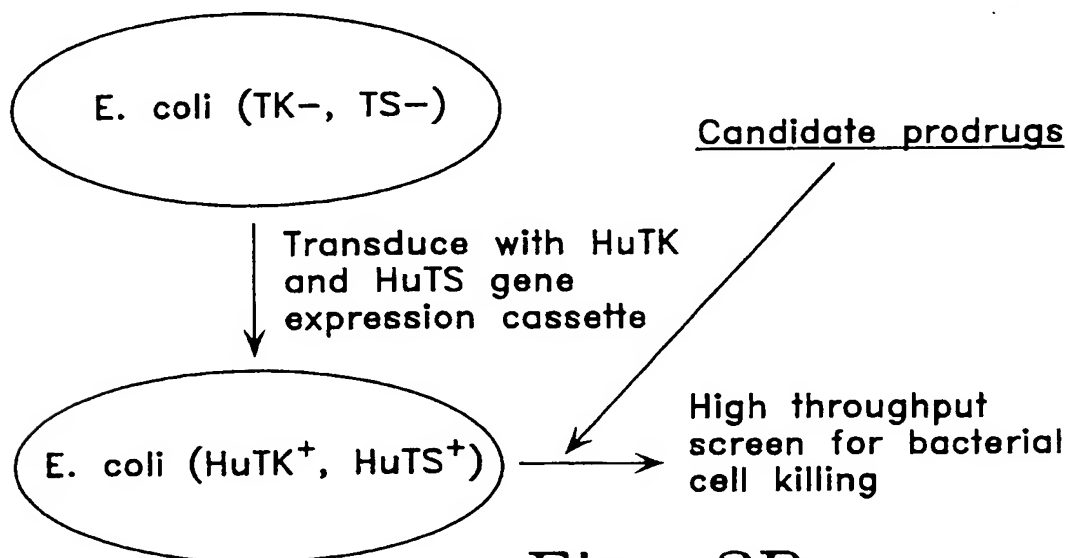 E. coli (TK-, TS-)
Candidate prodrugs
Transduce with HuTK
and HuTS gene
expression cassette
E. coli (HuTK⁺, HuTS⁺)
High throughput
screen for bacterial
cell killing